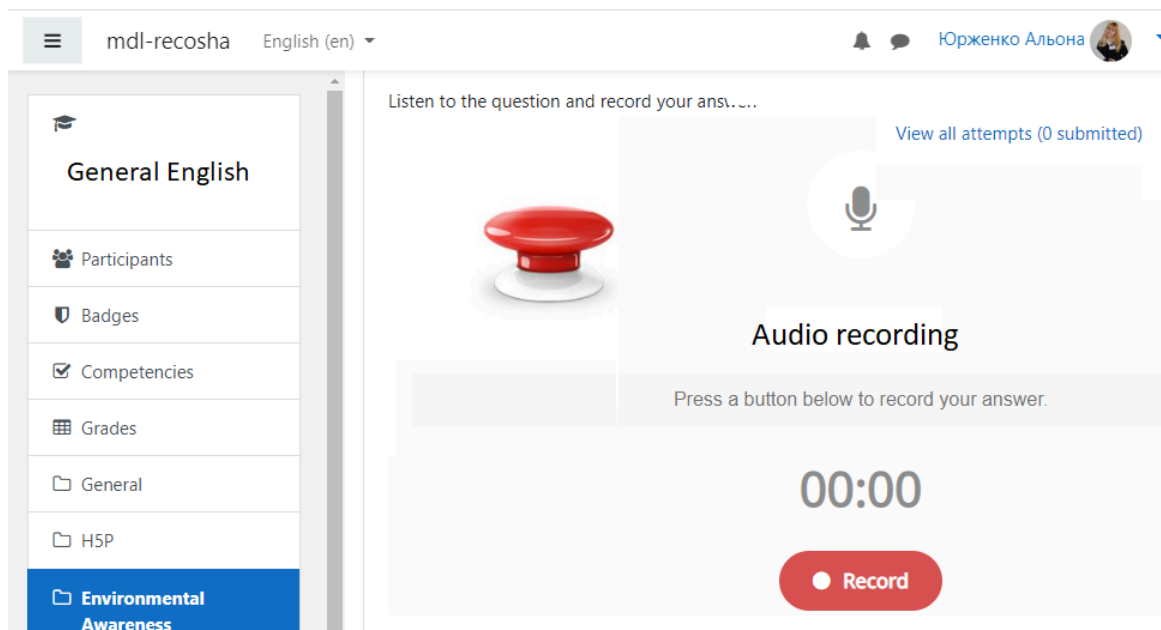 mdl-recosha English (en) Юрженко Альона
General English
Participants
Badges
Competencies
Grades
General
H5P
Environmental
Awareness
Listen to the question and record your
View all attempts (0 submitted)
Audio recording
Press a button below to record your answer.
00:00
Record